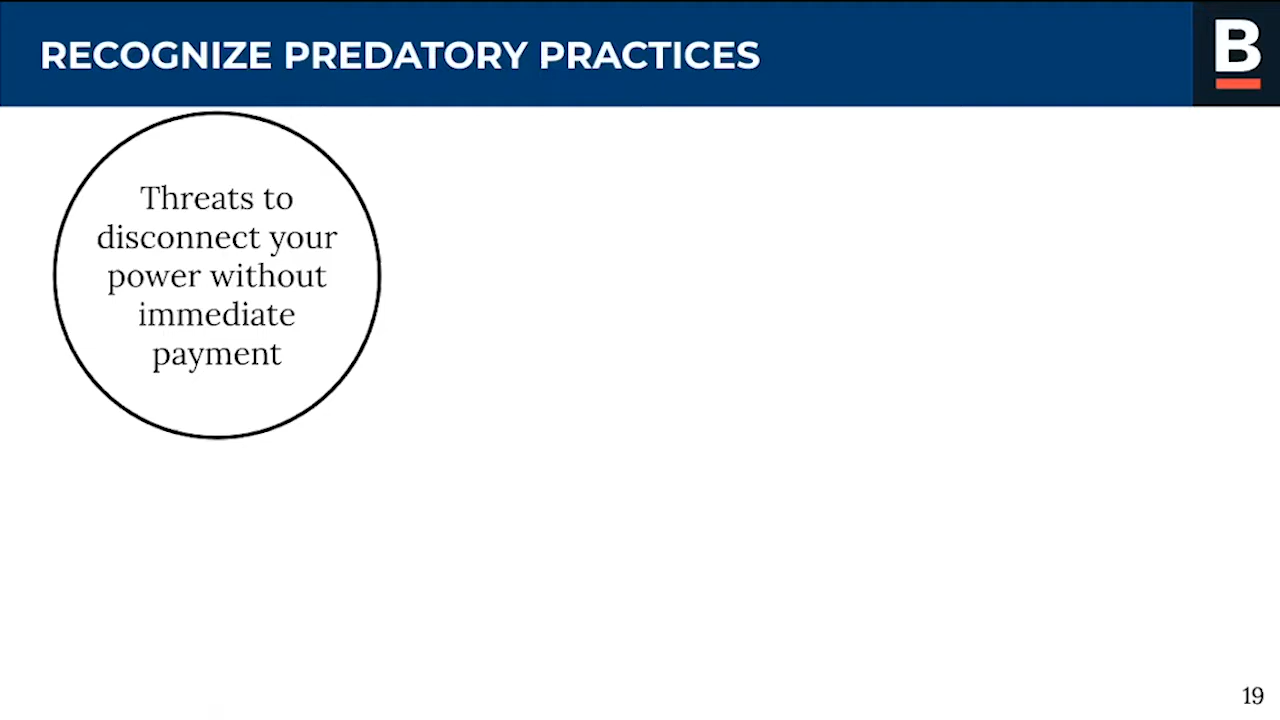 RECOGNIZE PREDATORY PRACTICES
B
Threats to
disconnect your
power without
immediate
payment
19